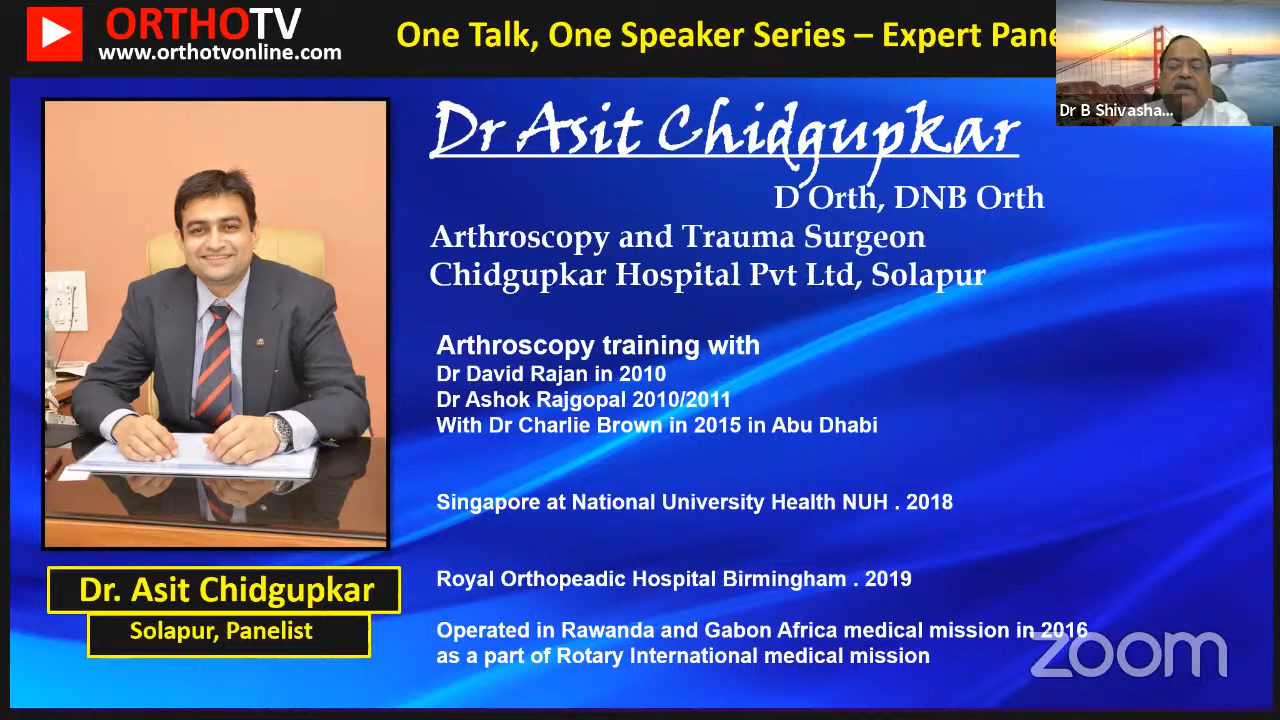 ORTHOTV
www.orthotvonline.com
One Talk, One Speaker Series – Expert Pane
Dr B Shivasha...
Dr Asit Chidgupkar
D Orth, DNB Orth
Arthroscopy and Trauma Surgeon
Chidgupkar Hospital Pvt Ltd, Solapur
Arthroscopy training with
Dr David Rajan in 2010
Dr Ashok Rajgopal 2010/2011
With Dr Charlie Brown in 2015 in Abu Dhabi
Singapore at National University Health NUH . 2018
Royal Orthopeadic Hospital Birmingham . 2019
Operated in Rawanda and Gabon Africa medical mission in 2016
as a part of Rotary International medical mission
Dr. Asit Chidgupkar
Solapur, Panelist
zoom